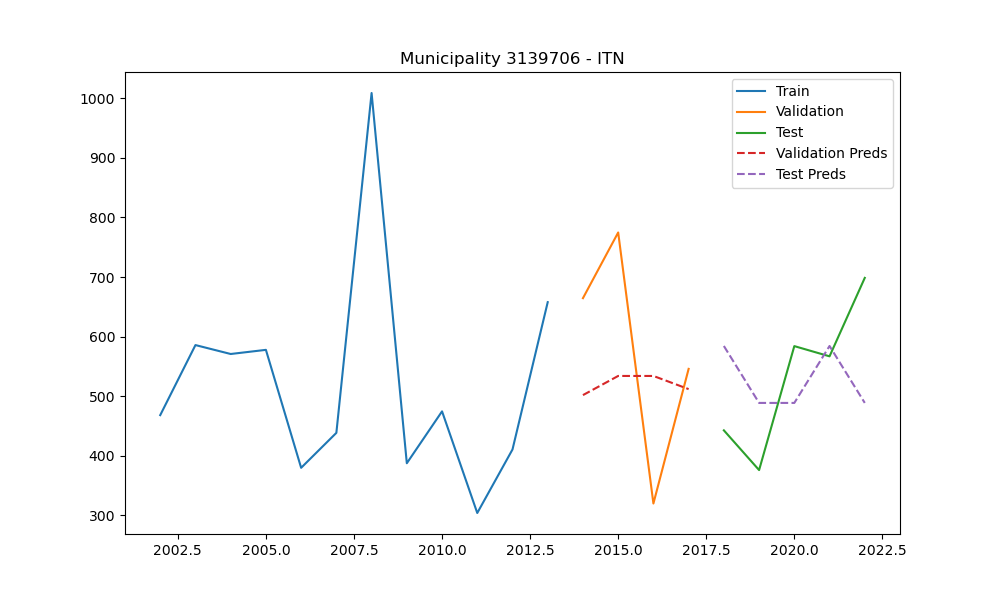 Municipality 3139706 - ITN
Train
Validation
Test
Validation Preds
Test Preds
1000
900
800
700
600
500
400
300
2002.5 2005.0 2007.5 2010.0 2012.5 2015.0 2017.5 2020.0 2022.5